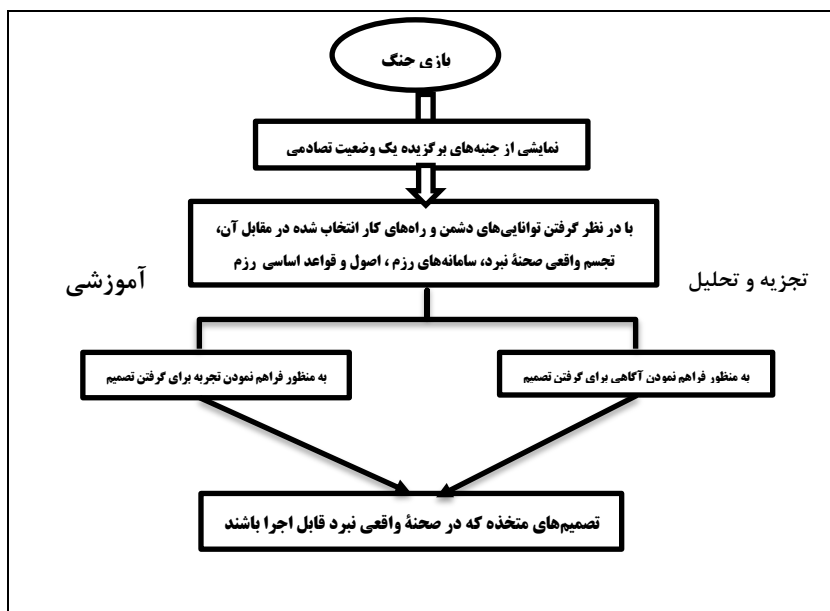 بازی جنگ
نمایشی از جنبه‌های برگزیده یک وضعیت تصادمی
با در نظر گرفتن توانایی‌های دشمن و راه‌های کار انتخاب شده در مقابل آن،
تجسم واقعی صحنهٔ نبرد، سامانه‌های رزم ، اصول و قواعد اساسی رزم
تجزیه و تحلیل
آموزشی
به منظور فراهم نمودن آگاهی برای گرفتن تصمیم
به منظور فراهم نمودن تجربه برای گرفتن تصمیم
تصمیم‌های متخذه که در صحنهٔ واقعی نبرد قابل اجرا باشند